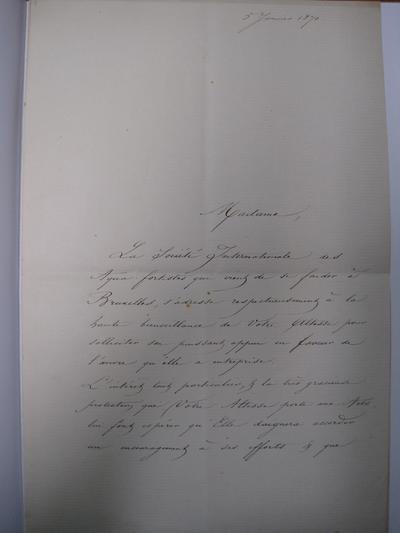 5 Janvier 1870
Madame,
La Société Internationale des
Aqua-fortistes qui vient de se fonder à
Bruxelles, s'adresse respectueusement à la
haute bienveillance de Votre Altesse pour
solliciter son puissant appui en faveur de
l'œuvre qu'elle a entreprise.
L'intérêt tout particulier, & la très gracieuse
protection que Votre Altesse porte aux Arts
lui font espérer qu'Elle daignera accorder
un encouragement à ses efforts & que